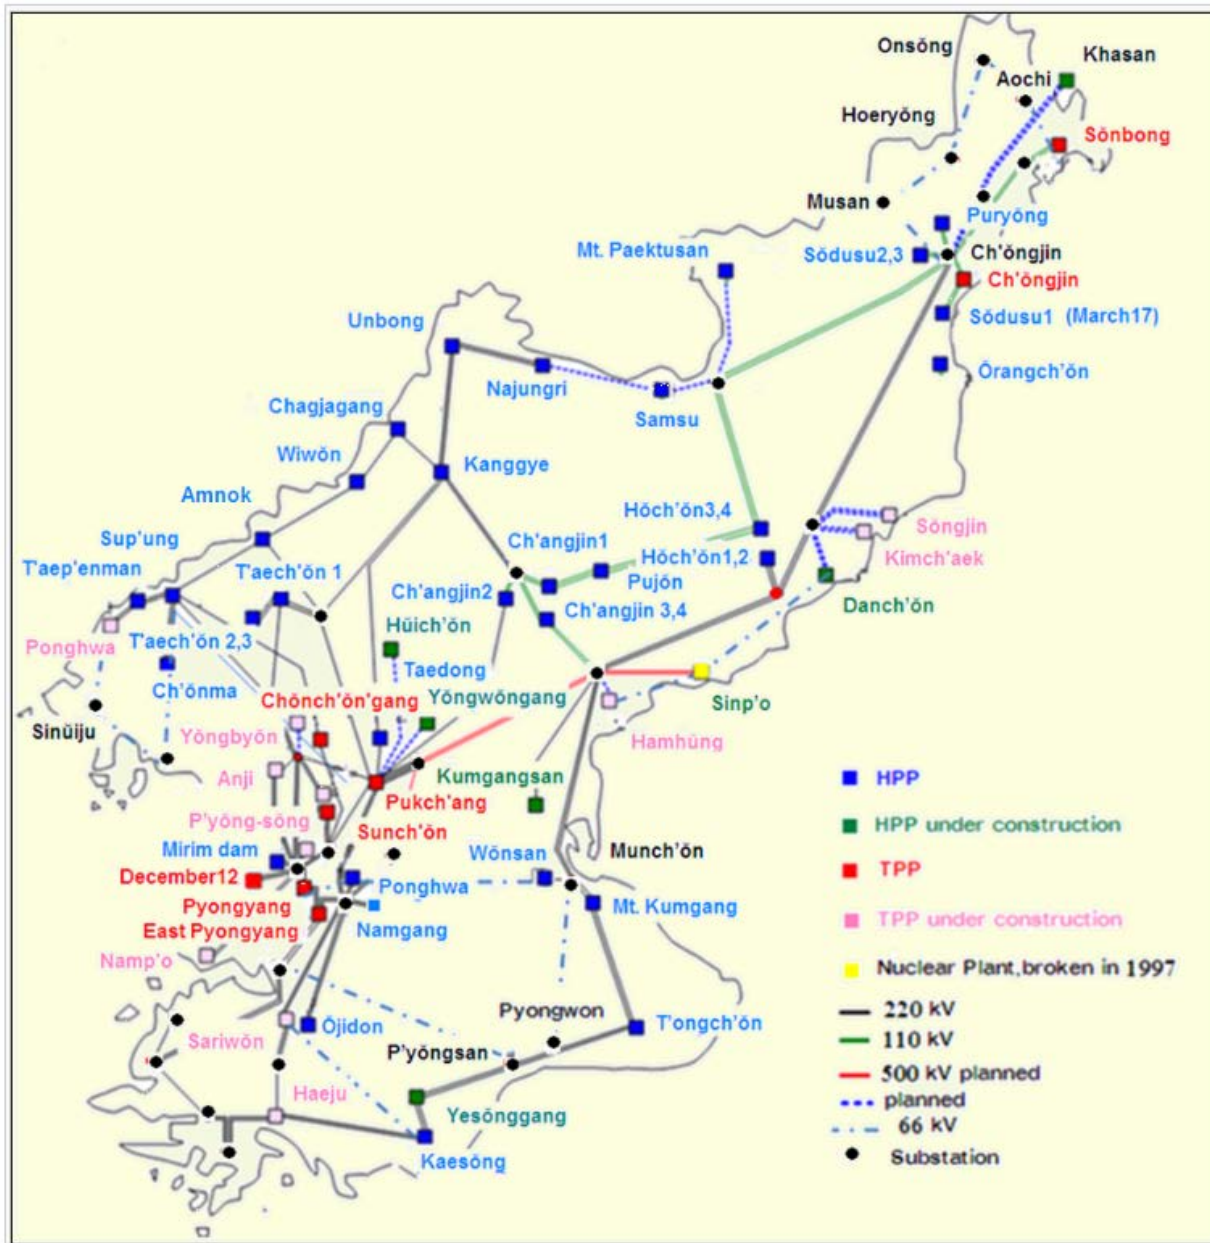 Onsŏng
Khasan
Aochi
Hoeryŏng
Sŏnbong
Musan
Puryŏng
Mt. Paektusan
Sŏdusu2,3
Ch'ŏngjin
Ch'ŏngjin
Sŏdusu1 (March17)
Unbong
Ŏrangch'ŏn
Najungri
Samsu
Chagjagang
Wiwŏn
Kanggye
Amnok
Hŏch'ŏn3,4
Sŏngjin
Sup'ung
Ch'angjin1
Hŏch'ŏn1,2
Kimch'aek
T'aep'enman
T'aech'ŏn 1
Pujŏn
Ch'angjin2
Ch'angjin 3,4
Danch'ŏn
Hŭich'ŏn
Ponghwa
T'aech'ŏn 2,3
Taedong
Ch'ŏnma
Chŏnch'ŏn'gang
Yŏngwŏngang
Sinp'o
Sinŭiju
Yŏngbyŏn
Hamhŭng
Anji
Kumgangsan
HPP
Pukch'ang
P'yŏng-sŏng
Sunch'ŏn
HPP under construction
Mirim dam
Wŏnsan
Munch'ŏn
December12
Ponghwa
TPP
Pyongyang
Mt. Kumgang
East Pyongyang
Namgang
TPP under construction
Namp'o
Nuclear Plant,broken in 1997
Pyongwon
220 kV
Ŏjidon
T'ongch'ŏn
Sariwŏn
110 kV
P'yŏngsan
500 kV planned
Haeju
planned
Yesŏnggang
66 kV
Kaesŏng
Substation